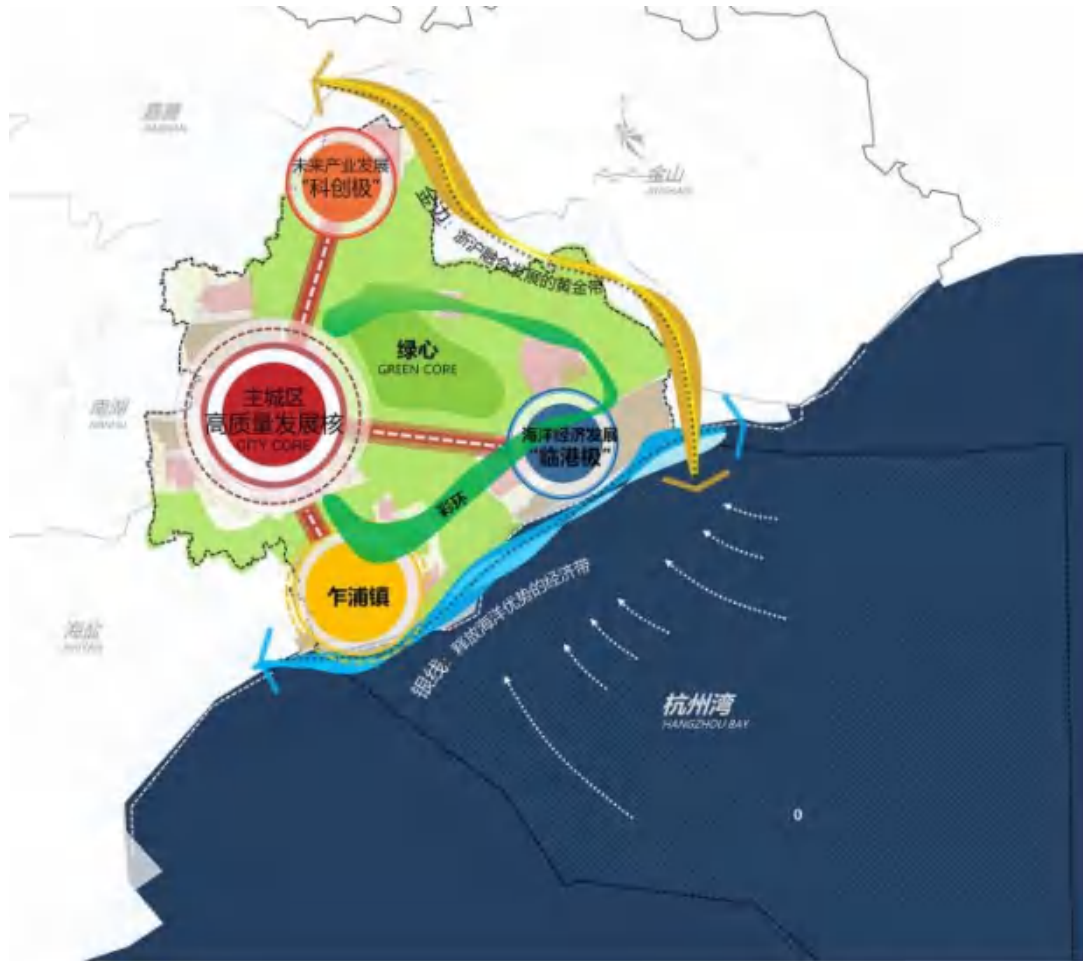 嘉善
JIASHAN
未来产业发展
“科创极”
金山
JINSHAN
金边：浙沪融合发展的黄金带
绿心
GREEN CORE
主城区
高质量发展核
CITY CORE
南湖
NANHU
海洋经济发展
“临港极”
彩环
乍浦镇
银线：释放海洋优势的经济带
海盐
HAIYAN
杭州湾
HANGZHOU BAY
0